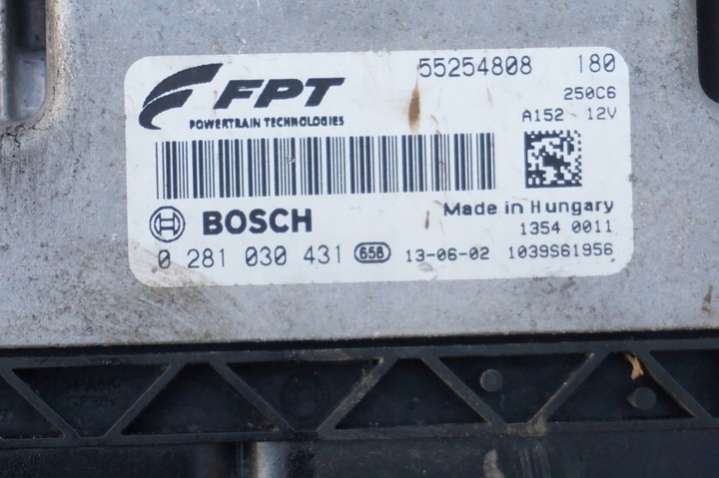 FPT 55254808 180
POWERTRAIN TECHNOLOGIES 250C6
A152 - 12V
BOSCH Made in Hungary
1354 0011
0 281 030 431 658 13-06-02 1039S61956